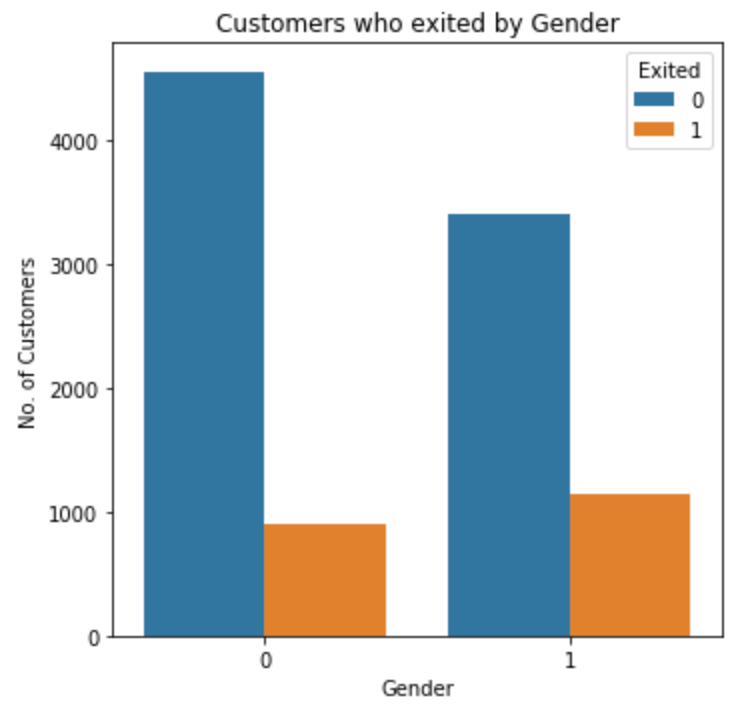 Customers who exited by Gender
Exited
0
1
4000
3000
2000
1000
0
No. of Customers
0 1
Gender